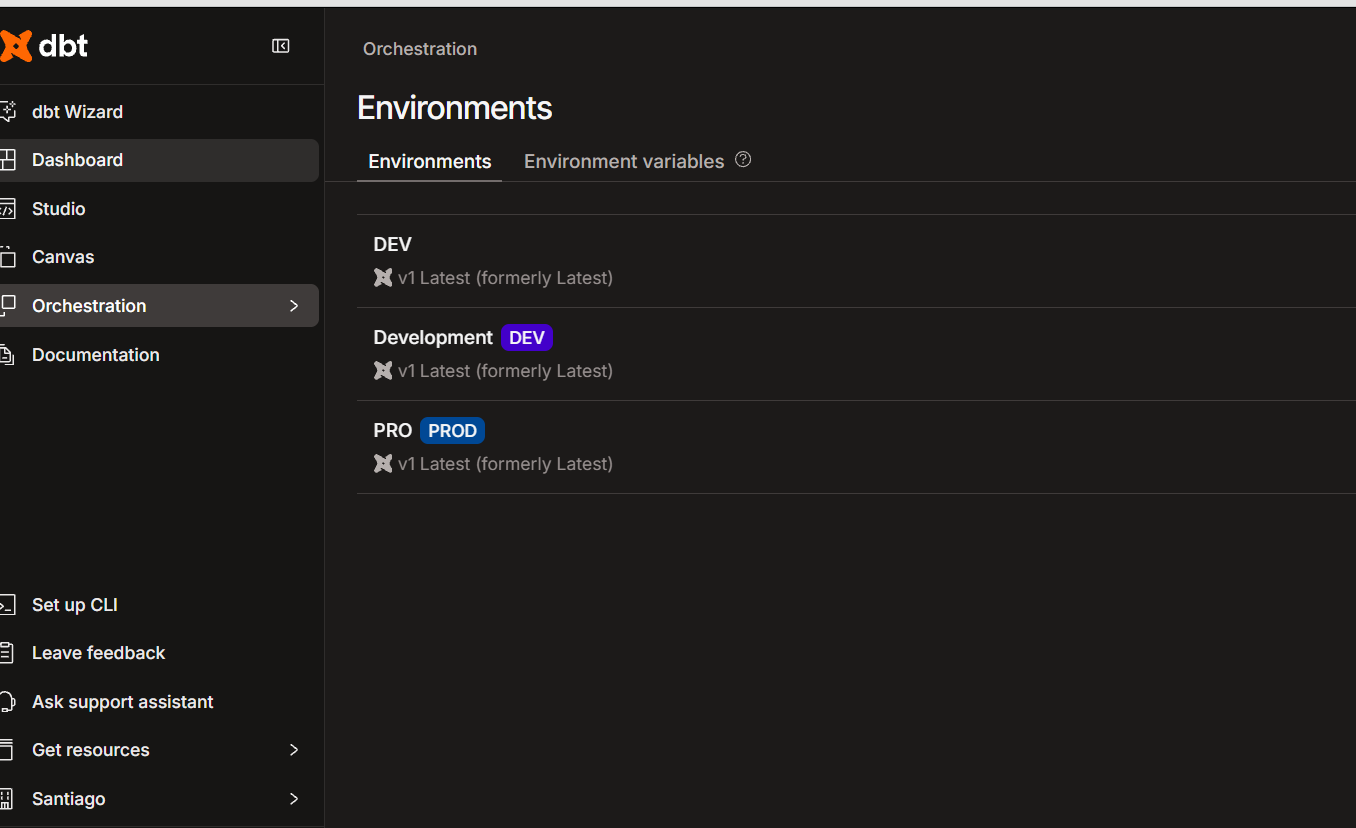 dbt
dbt Wizard
Dashboard
Studio
Canvas
Orchestration
Documentation
Set up CLI
Leave feedback
Ask support assistant
Get resources
Santiago
Orchestration
Environments
Environments Environment variables
DEV
v1 Latest (formerly Latest)
Development DEV
v1 Latest (formerly Latest)
PRO PROD
v1 Latest (formerly Latest)